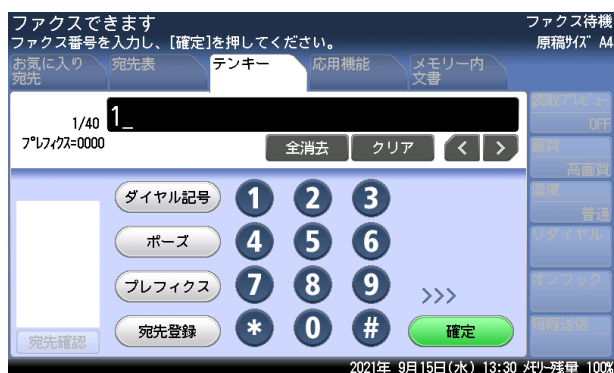 ファクスできます
ファクス待機
ファクス番号を入力し、[確定]を押してください。
原稿ｻｲｽﾞ A4
お気に入り宛先
宛先表
テンキー
応用機能
メモリー内文書
1/40
1_
ﾌﾟﾚﾌｨｸｽ=0000
全消去
クリア
<
>
読取ﾌﾟﾚﾋﾞｭｰ
OFF
画質
高画質
濃度
普通
リダイヤル
オンフック
短縮送信
ダイヤル記号
1
2
3
ポーズ
4
5
6
プレフィクス
7
8
9
>>>
宛先登録
*
0
#
確定
宛先確認
2021年 9月15日(水) 13:30 ﾒﾓﾘｰ残量 100%